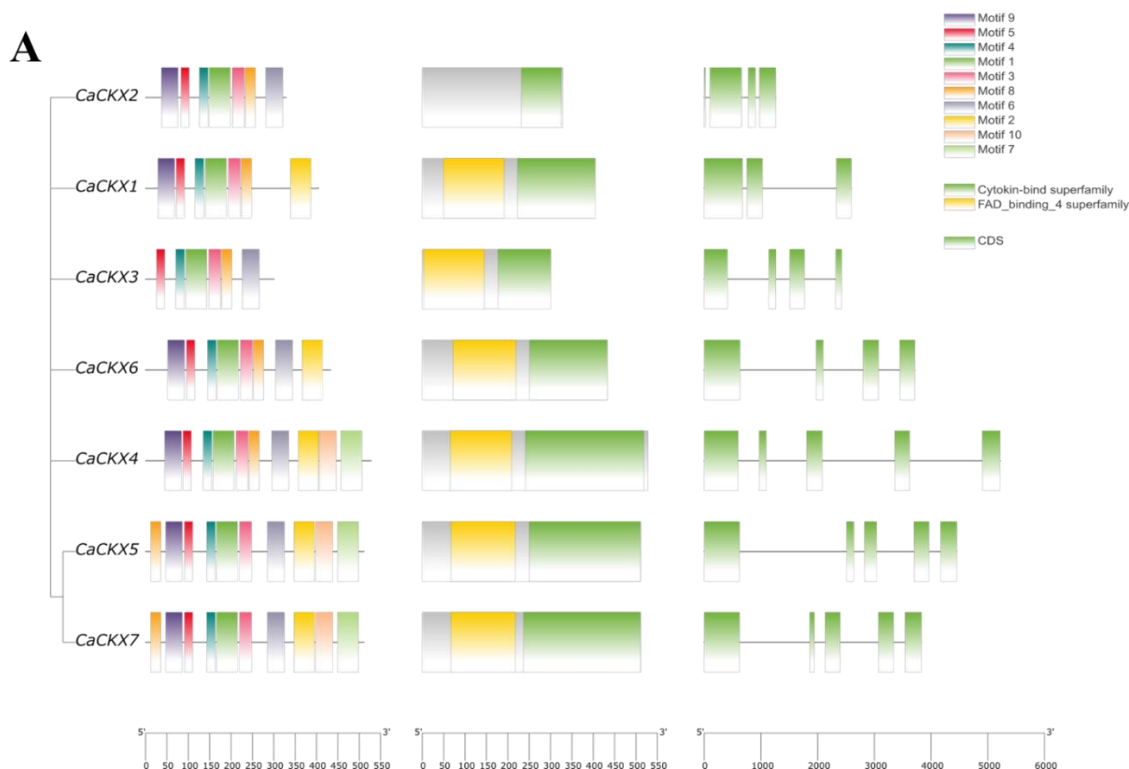 A
Motif 9
Motif 5
Motif 4
Motif 1
Motif 3
Motif 8
Motif 6
Motif 2
Motif 10
Motif 7
Cytokin-bind superfamily
FAD_binding_4 superfamily
CDS
CaCKX2
CaCKX1
CaCKX3
CaCKX6
CaCKX4
CaCKX5
CaCKX7
5' 3' 5' 3' 5' 3'
0 50 100 150 200 250 300 350 400 450 500 550 0 50 100 150 200 250 300 350 400 450 500 550 0 1000 2000 3000 4000 5000 6000